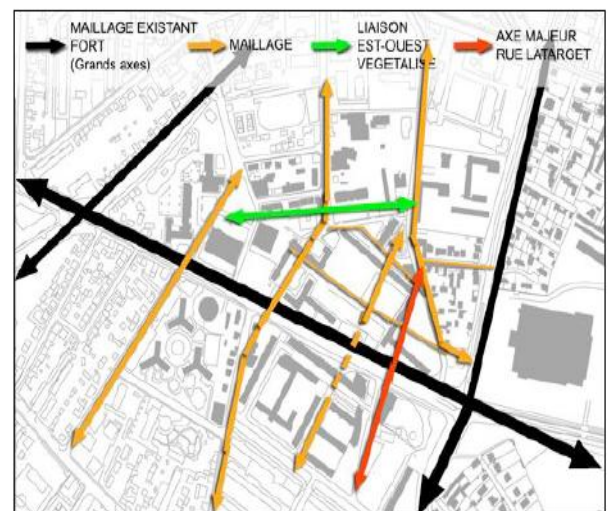 MAILLAGE EXISTANT
FORT
(Grands axes)
MAILLAGE
LIAISON
EST-OUEST
VEGETALISE
AXE MAJEUR
RUE LATARGET